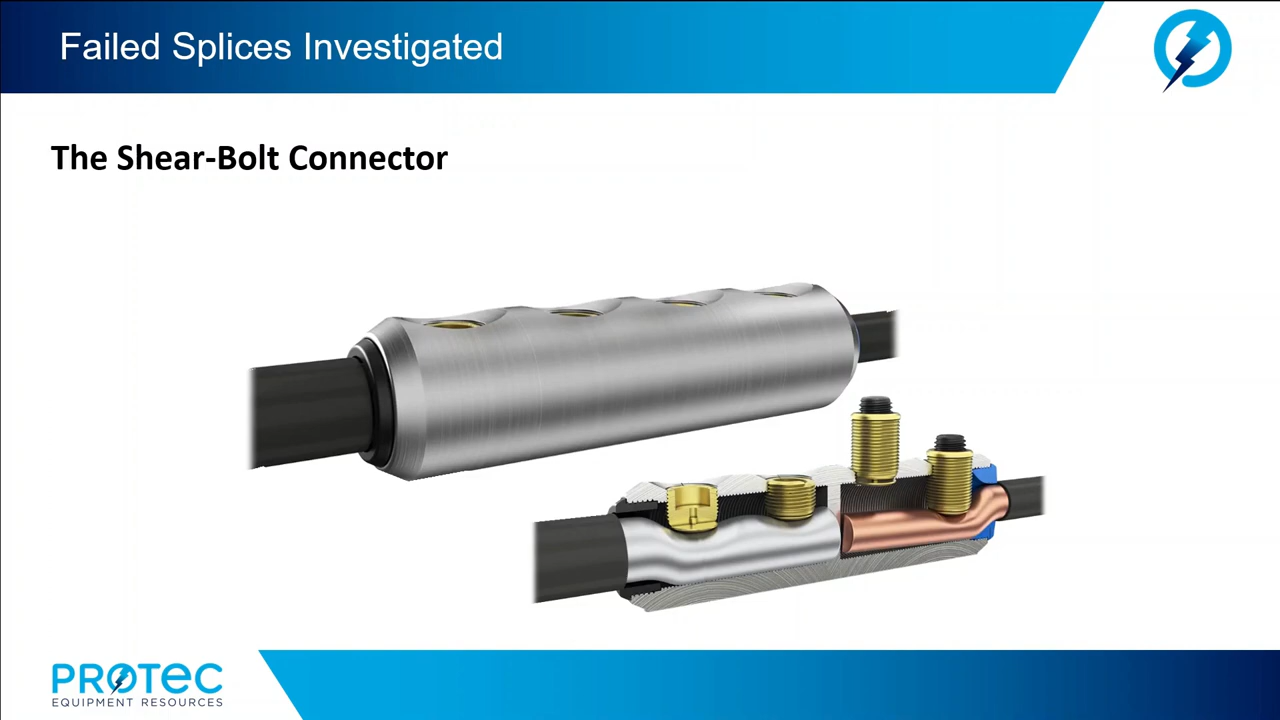 Failed Splices Investigated
The Shear-Bolt Connector
PROTEC
EQUIPMENT RESOURCES